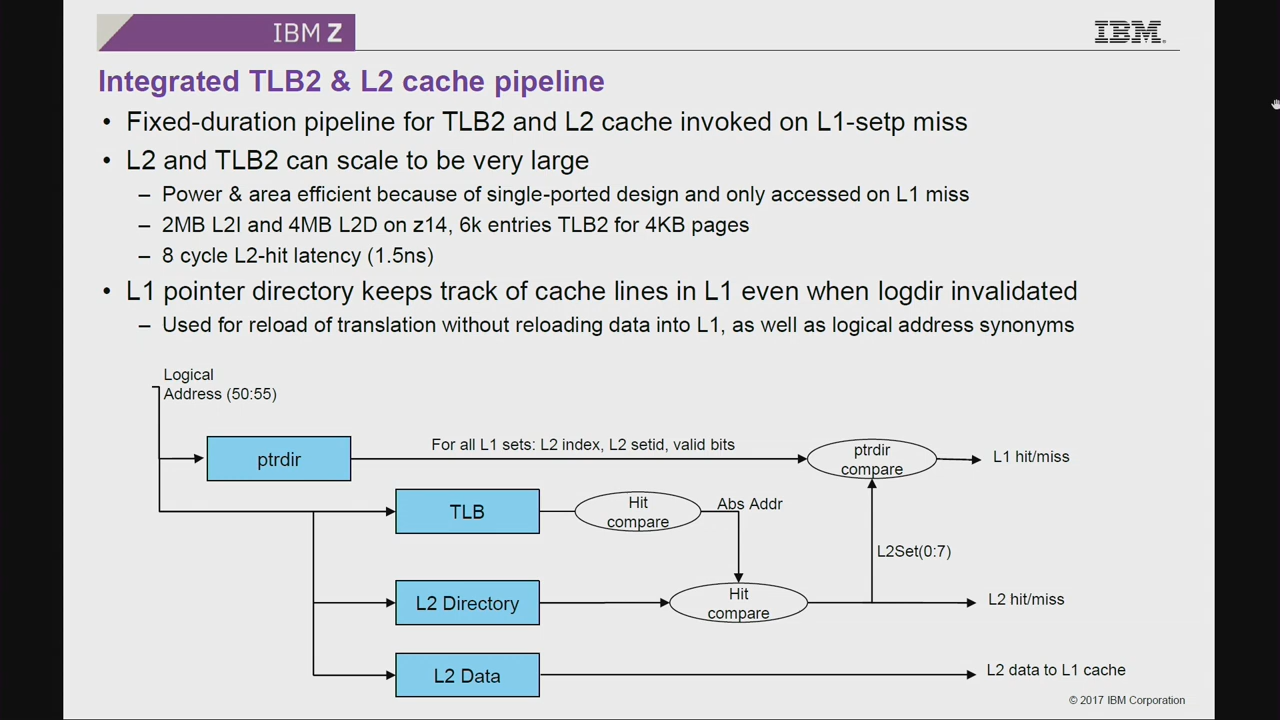 IBM Z
IBM
Integrated TLB2 & L2 cache pipeline
• Fixed-duration pipeline for TLB2 and L2 cache invoked on L1-setp miss
• L2 and TLB2 can scale to be very large
– Power & area efficient because of single-ported design and only accessed on L1 miss
– 2MB L2I and 4MB L2D on z14, 6k entries TLB2 for 4KB pages
– 8 cycle L2-hit latency (1.5ns)
• L1 pointer directory keeps track of cache lines in L1 even when logdir invalidated
– Used for reload of translation without reloading data into L1, as well as logical address synonyms
Logical
Address (50:55)
ptrdir
For all L1 sets: L2 index, L2 setid, valid bits
ptrdir
compare
L1 hit/miss
TLB
Hit
compare
Abs Addr
L2Set(0:7)
L2 Directory
Hit
compare
L2 hit/miss
L2 Data
L2 data to L1 cache
© 2017 IBM Corporation